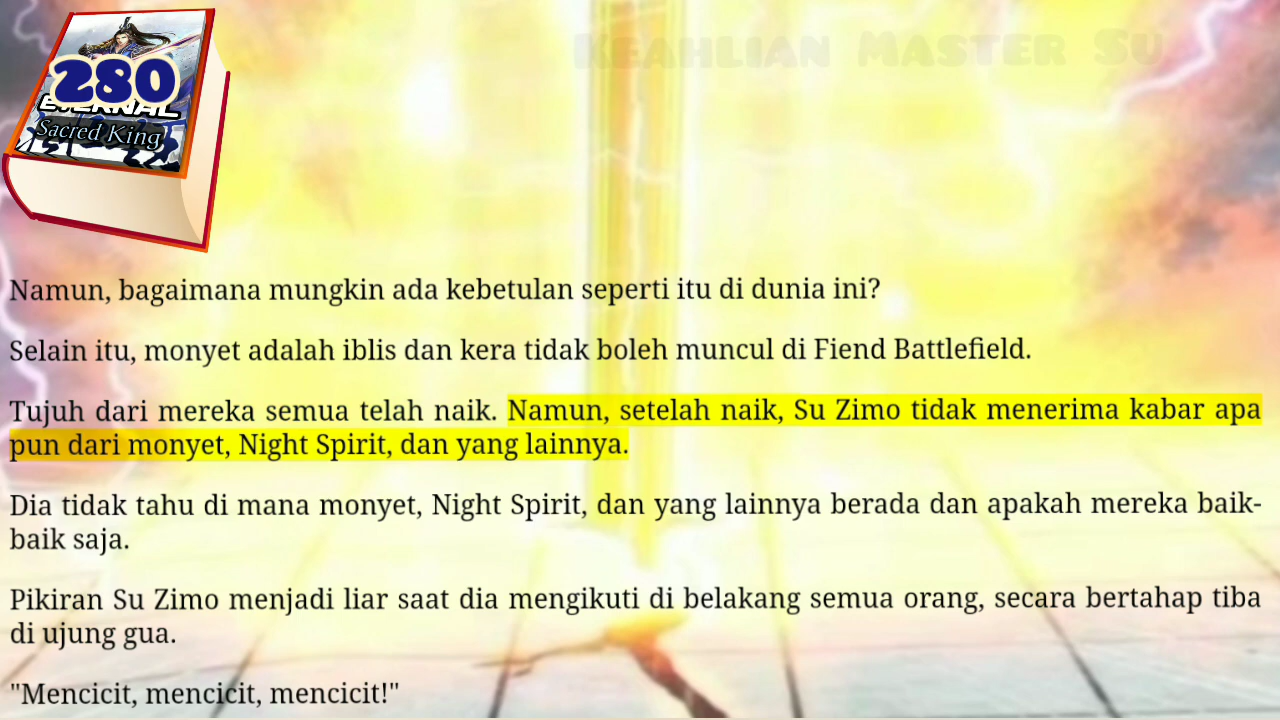 Keahlian Master Su
280
ETERNAL
Sacred King
Namun, bagaimana mungkin ada kebetulan seperti itu di dunia ini?
Selain itu, monyet adalah iblis dan kera tidak boleh muncul di Fiend Battlefield.
Tujuh dari mereka semua telah naik. Namun, setelah naik, Su Zimo tidak menerima kabar apa
pun dari monyet, Night Spirit, dan yang lainnya.
Dia tidak tahu di mana monyet, Night Spirit, dan yang lainnya berada dan apakah mereka baik-
baik saja.
Pikiran Su Zimo menjadi liar saat dia mengikuti di belakang semua orang, secara bertahap tiba
di ujung gua.
"Mencicit, mencicit, mencicit!"